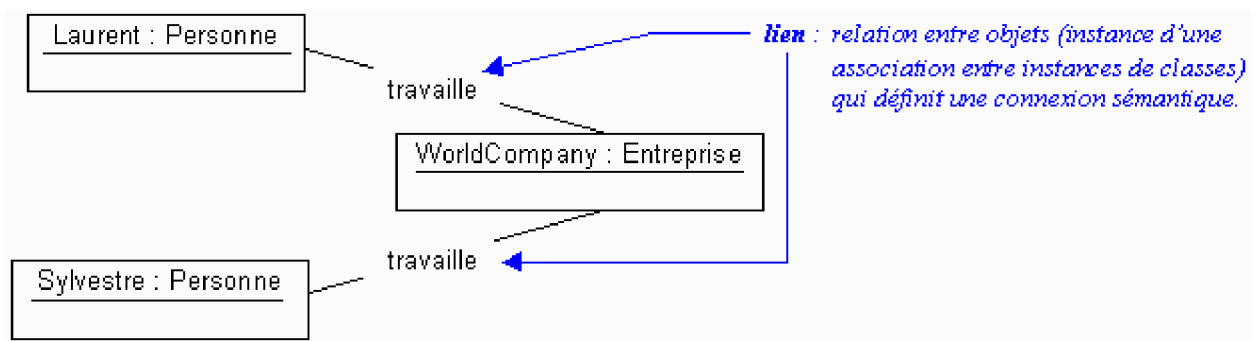 Laurent : Personne
lien : relation entre objets (instance d'une
association entre instances de classes)
qui définit une connexion sémantique.
travaille
WorldCompany : Entreprise
travaille
Sylvestre : Personne